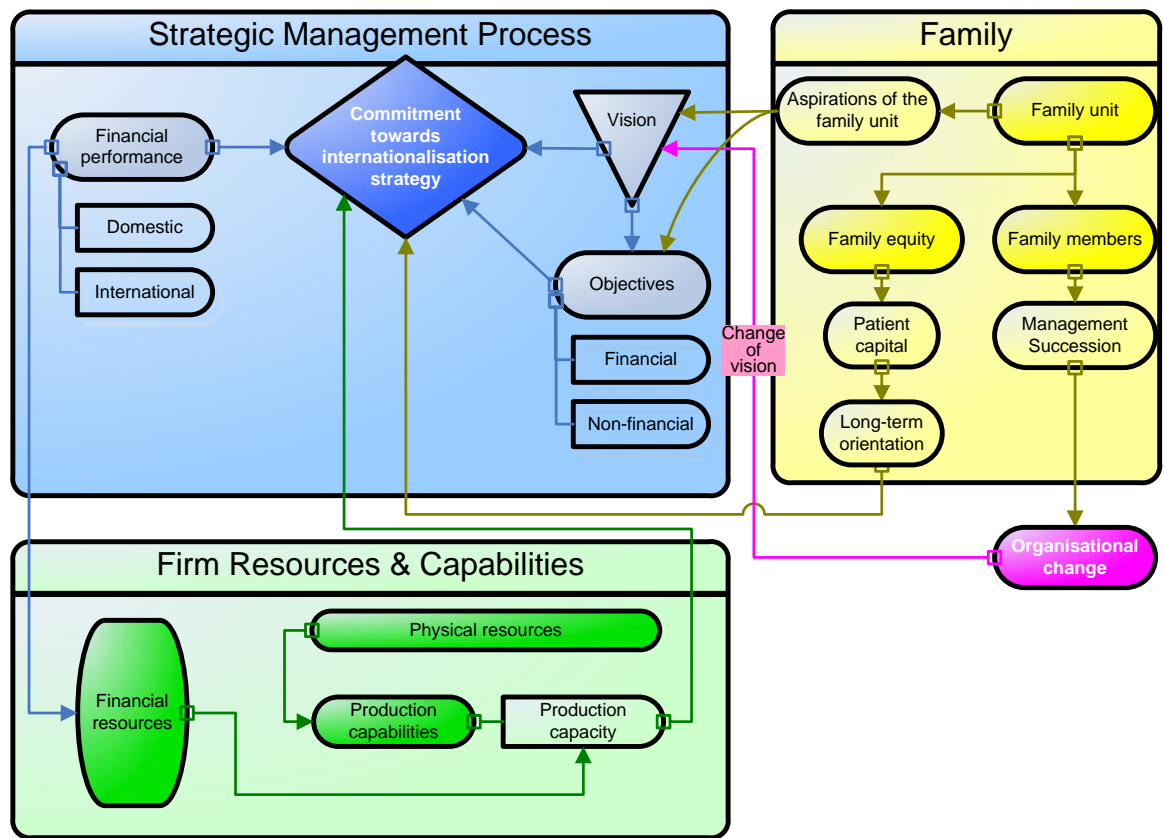 Strategic Management Process
Financial
performance
Domestic
International
Commitment
towards
internationalisation
strategy
Vision
Objectives
Financial
Non-financial
Change
of
vision
Family
Aspirations of the
family unit
Family unit
Family equity
Family members
Patient
capital
Management
Succession
Long-term
orientation
Organisational
change
Firm Resources & Capabilities
Financial
resources
Physical resources
Production
capabilities
Production
capacity